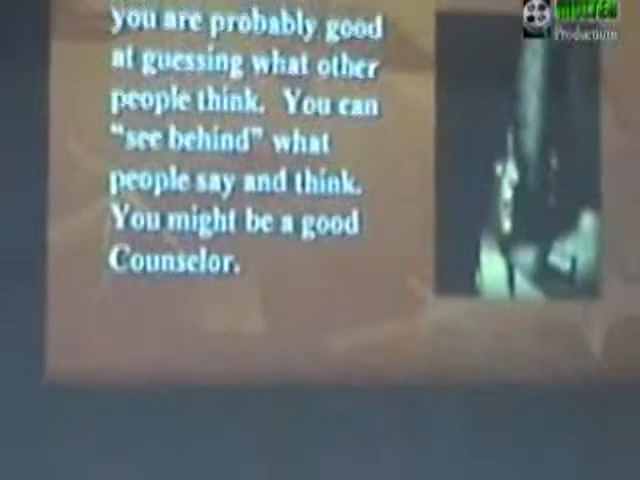 you are probably good
at guessing what other
people think. You can
"see behind" what
people say and think.
You might be a good
Counselor.
Production